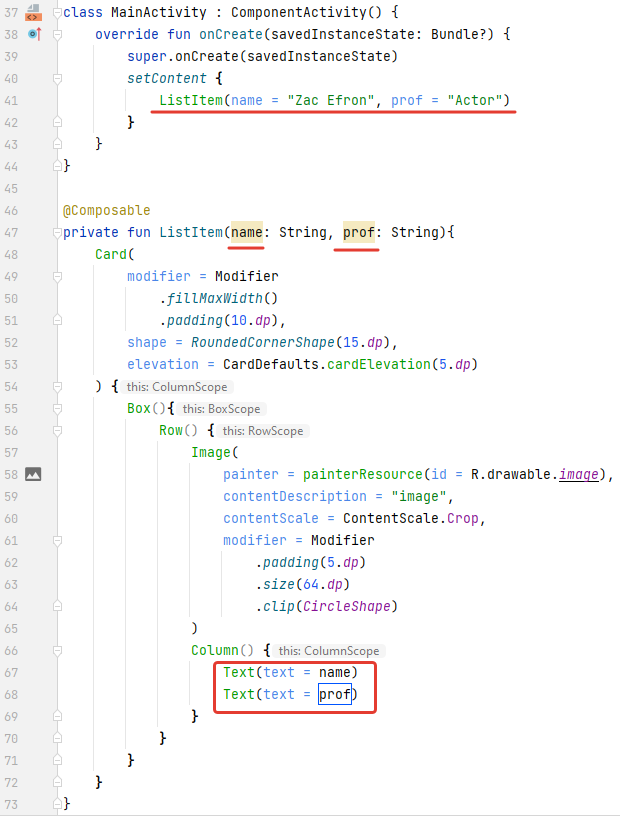 37 class MainActivity : ComponentActivity() {
38 override fun onCreate(savedInstanceState: Bundle?) {
39 super.onCreate(savedInstanceState)
40 setContent {
41 ListItem(name = "Zac Efron", prof = "Actor")
42 }
43 }
44 }
45
46 @Composable
47 private fun ListItem(name: String, prof: String){
48 Card(
49 modifier = Modifier
50 .fillMaxWidth()
51 .padding(10.dp),
52 shape = RoundedCornerShape(15.dp),
53 elevation = CardDefaults.cardElevation(5.dp)
54 ) { this: ColumnScope
55 Box(){ this: BoxScope
56 Row() { this: RowScope
57 Image(
58 painter = painterResource(id = R.drawable.image),
59 contentDescription = "image",
60 contentScale = ContentScale.Crop,
61 modifier = Modifier
62 .padding(5.dp)
63 .size(64.dp)
64 .clip(CircleShape)
65 )
66 Column() { this: ColumnScope
67 Text(text = name)
68 Text(text = prof)
69 }
70 }
71 }
72 }
73 }